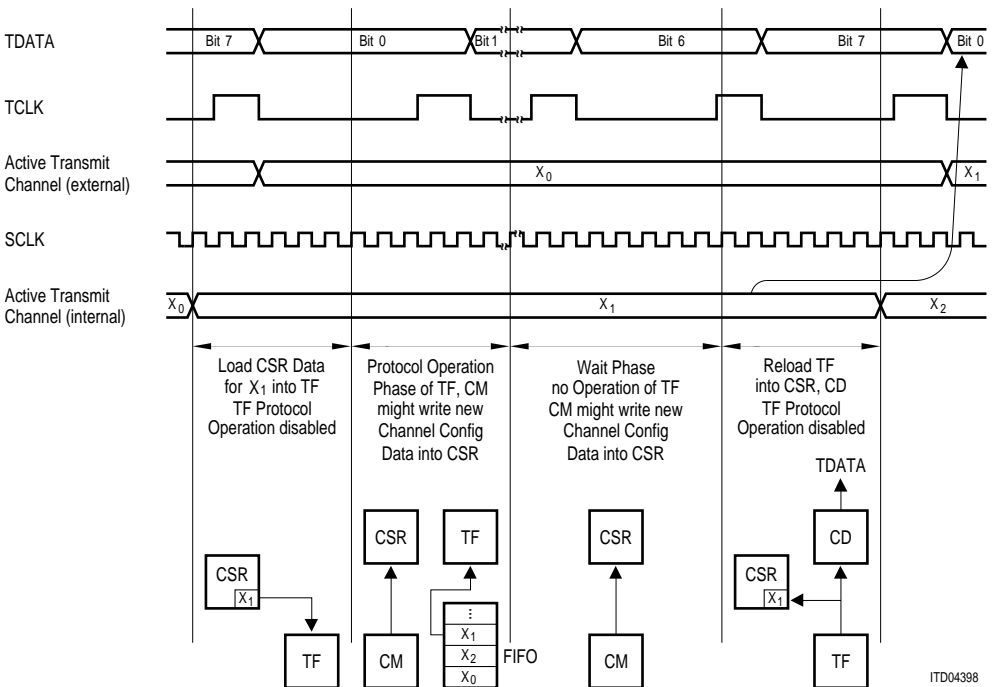 TDATA
Bit 7
Bit 0
Bit1
Bit 6
Bit 7
Bit 0
TCLK
Active Transmit
Channel (external)
X0
X1
SCLK
Active Transmit
Channel (internal)
X0
X1
X2
Load CSR Data
for X1 into TF
TF Protocol
Operation disabled
Protocol Operation
Phase of TF, CM
might write new
Channel Config
Data into CSR
Wait Phase
no Operation of TF
CM might write new
Channel Config
Data into CSR
Reload TF
into CSR, CD
TF Protocol
Operation disabled
TDATA
CSR
X1
TF
CSR
CM
TF
⋮
X1
X2
X0
FIFO
CSR
CM
CD
CSR
X1
TF
ITD04398